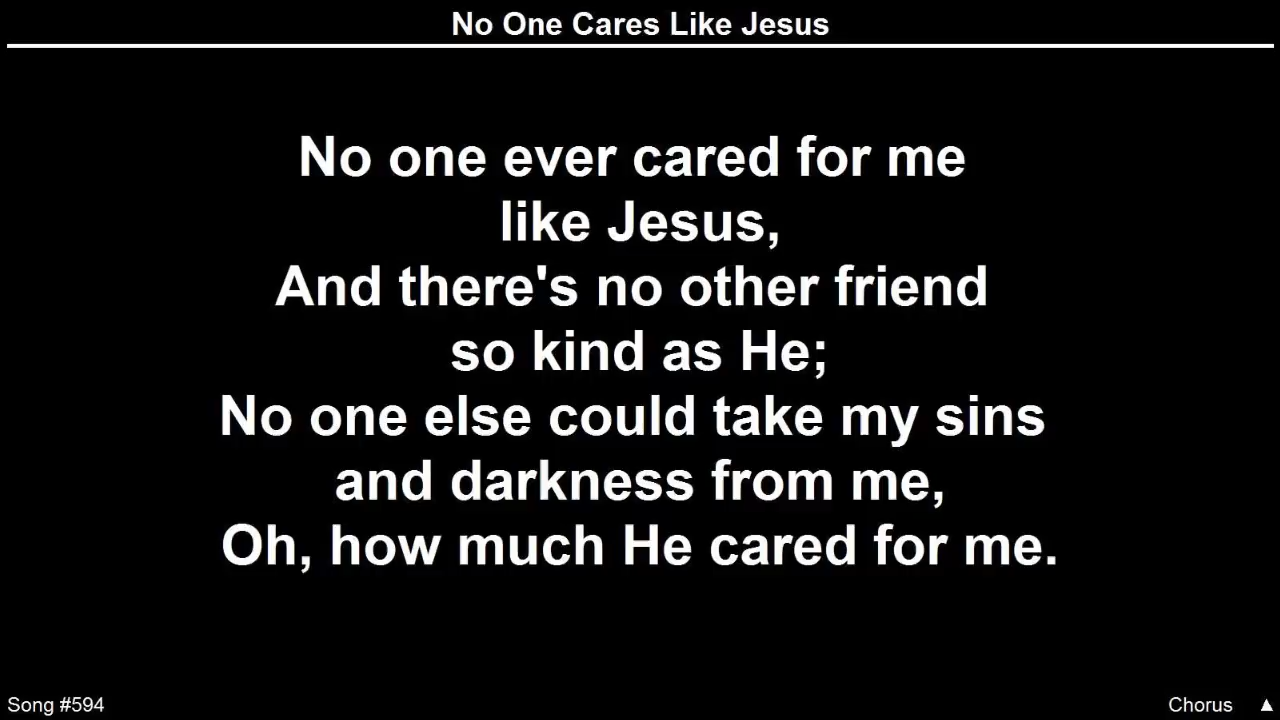 No One Cares Like Jesus
No one ever cared for me
like Jesus,
And there's no other friend
so kind as He;
No one else could take my sins
and darkness from me,
Oh, how much He cared for me.
Song #594
Chorus ▲